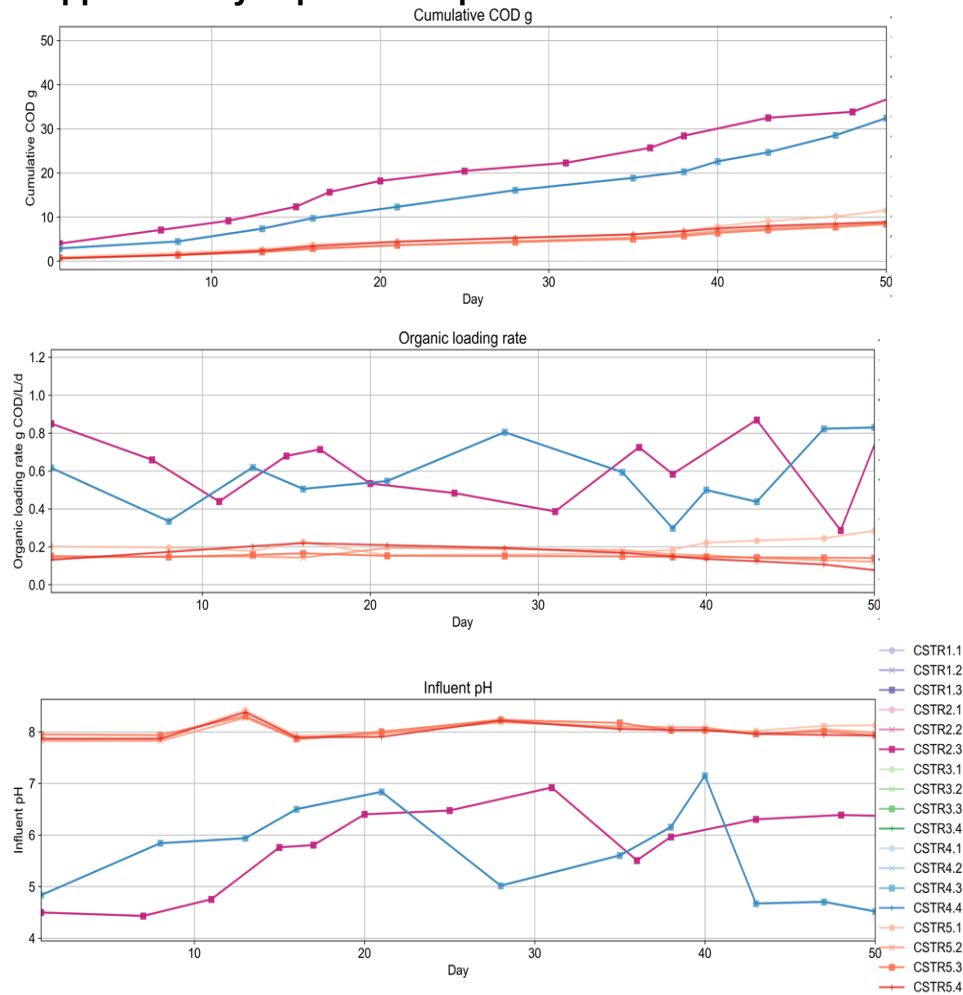 Cumulative COD g
50
40
30
20
10
0
Cumulative COD g
10
20
30
40
50
Day
Organic loading rate
1.2
1.0
0.8
0.6
0.4
0.2
0.0
Organic loading rate g COD/L/d
10
20
30
40
50
Day
Influent pH
8
7
6
5
4
Influent pH
10
20
30
40
50
Day
CSTR1.1
CSTR1.2
CSTR1.3
CSTR2.1
CSTR2.2
CSTR2.3
CSTR3.1
CSTR3.2
CSTR3.3
CSTR3.4
CSTR4.1
CSTR4.2
CSTR4.3
CSTR4.4
CSTR5.1
CSTR5.2
CSTR5.3
CSTR5.4